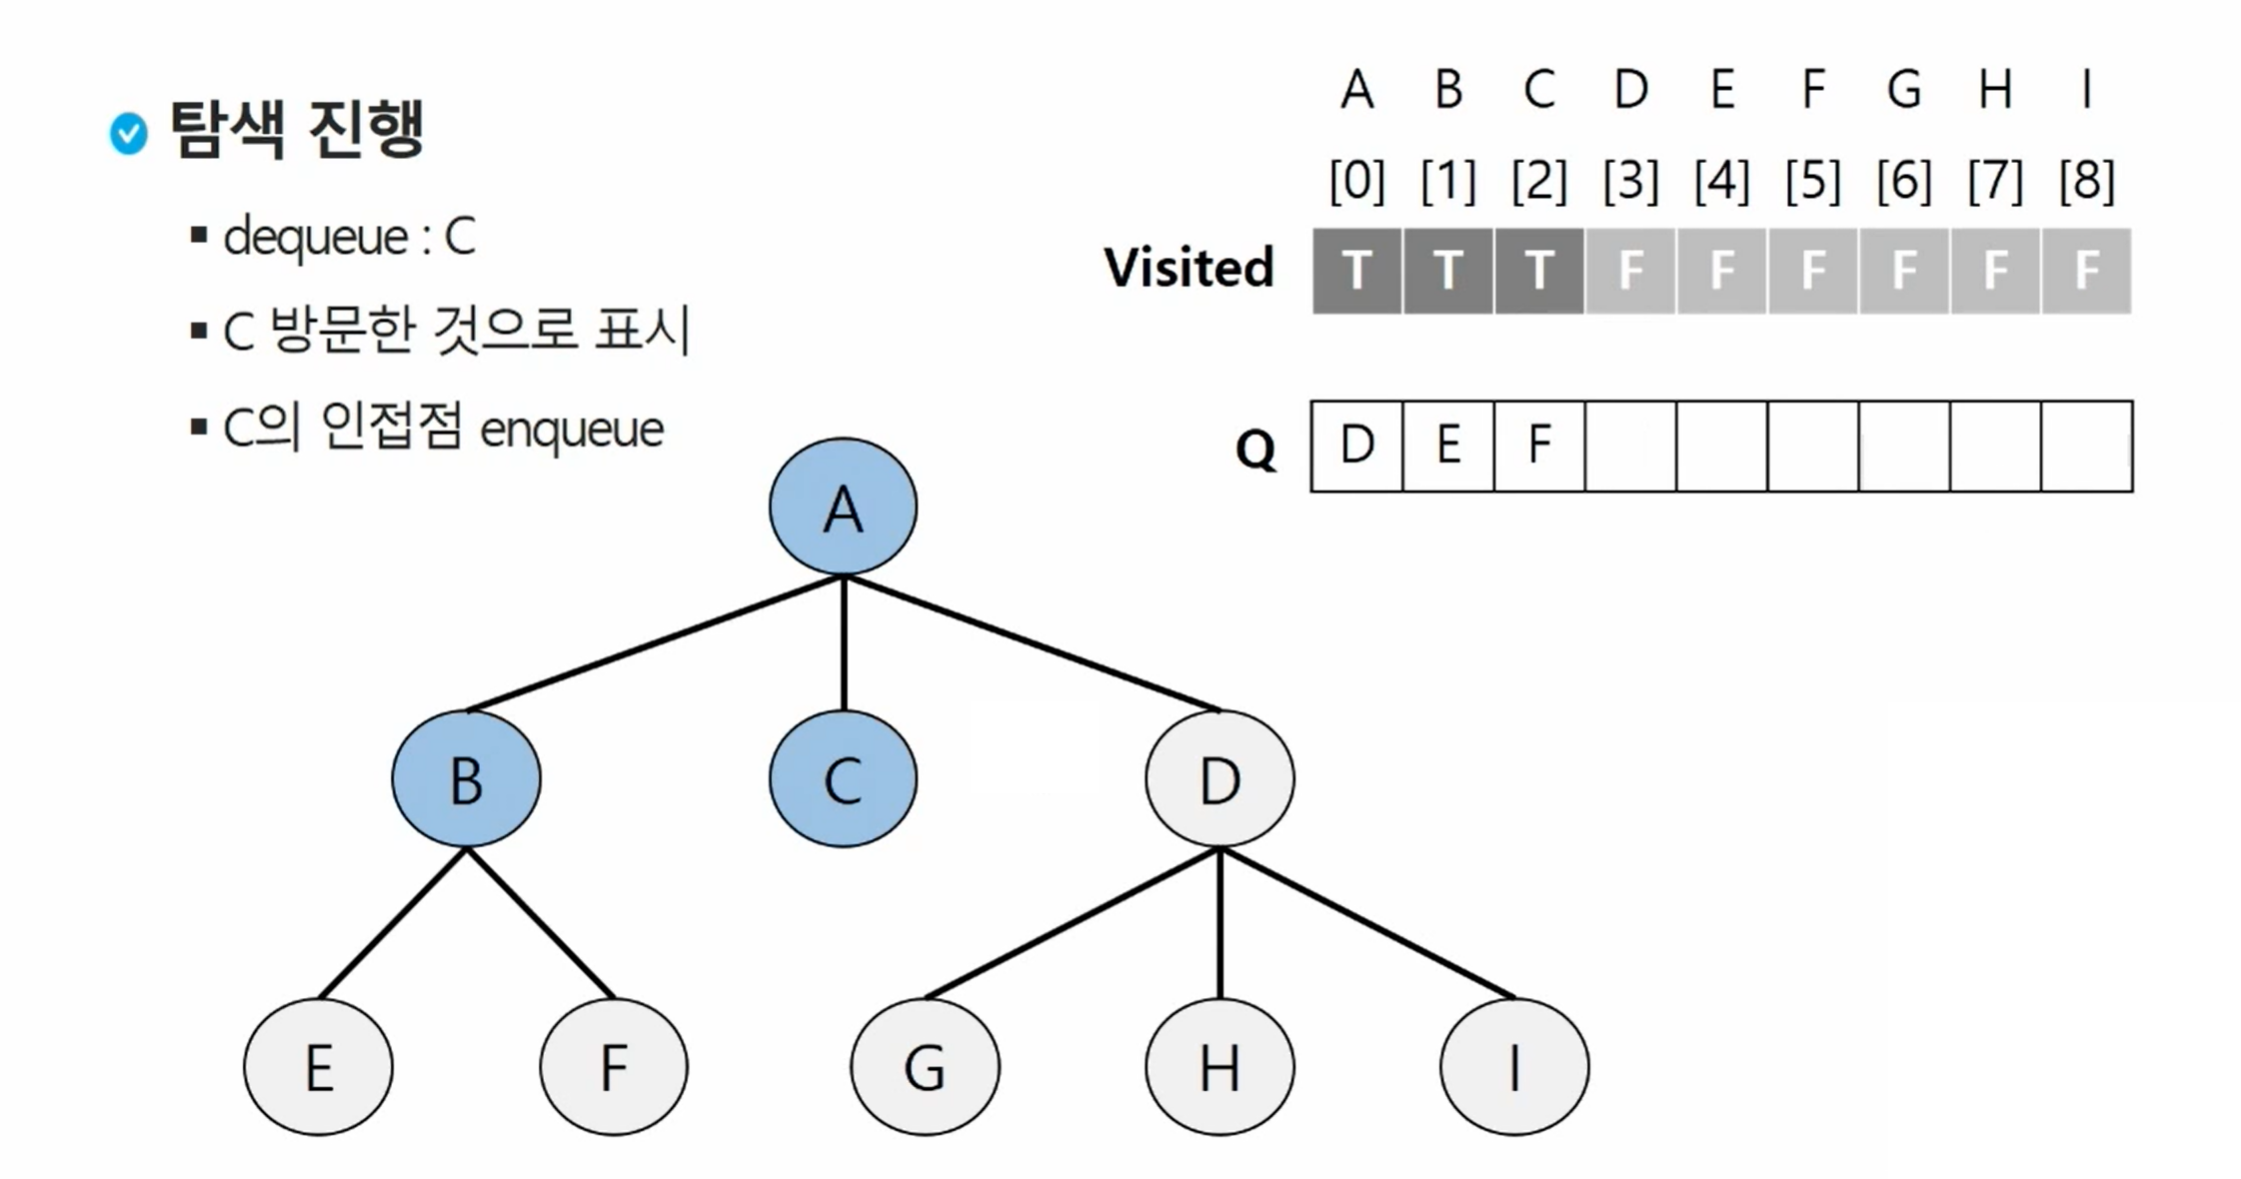 탐색 진행
▪ dequeue : C
▪ C 방문한 것으로 표시
▪ C의 인접점 enqueue
A B C D E F G H I
[0] [1] [2] [3] [4] [5] [6] [7] [8]
Visited T T T F F F F F F
Q D E F
A
B C D
E F G H I